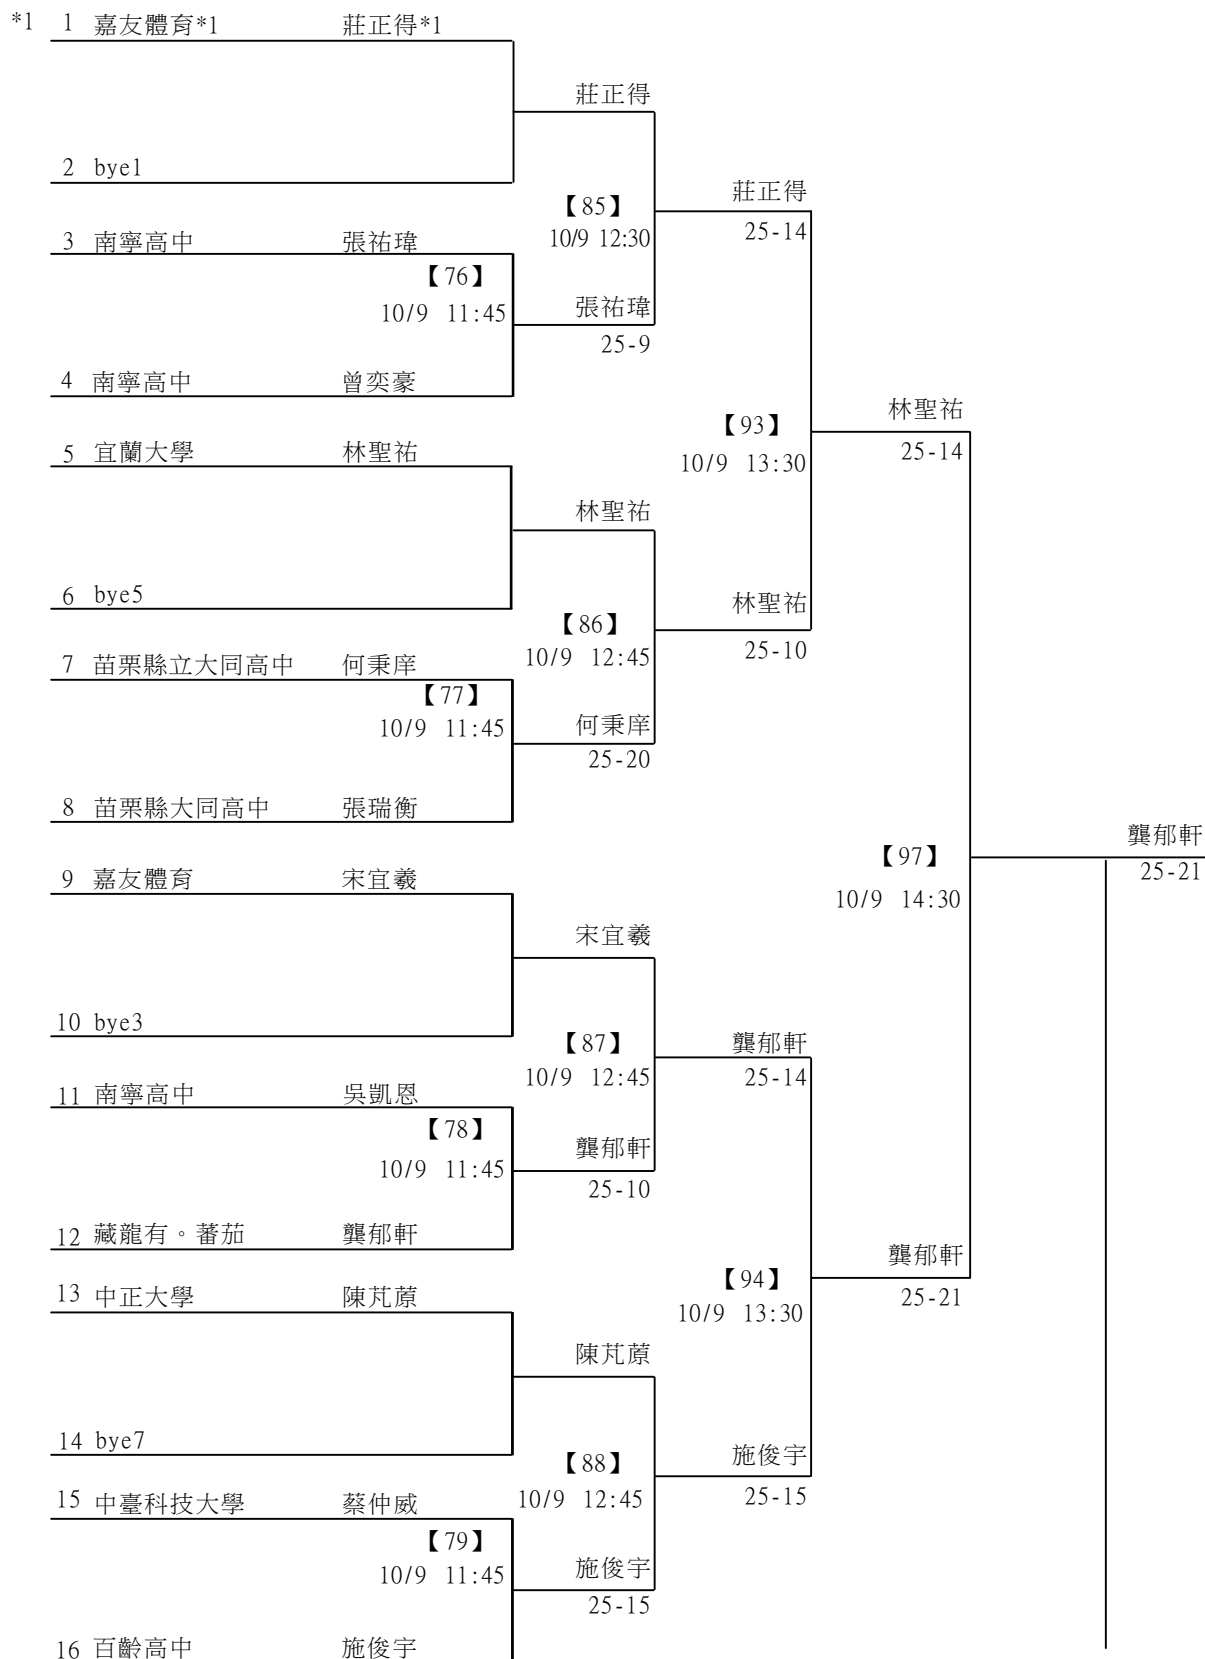 *1 1 嘉友體育*1 莊正得*1
莊正得
2 bye1
莊正得
【85】
25-14
3 南寧高中 張祐瑋
10/9 12:30
【76】
10/9 11:45
張祐瑋
25-9
4 南寧高中 曾奕豪
林聖祐
【93】
25-14
5 宜蘭大學 林聖祐
10/9 13:30
林聖祐
6 bye5
林聖祐
【86】
25-10
7 苗栗縣立大同高中 何秉庠
10/9 12:45
【77】
10/9 11:45
何秉庠
25-20
8 苗栗縣大同高中 張瑞衡
龔郁軒
【97】
25-21
9 嘉友體育 宋宜羲
10/9 14:30
宋宜羲
10 bye3
【87】
龔郁軒
10/9 12:45
25-14
11 南寧高中 吳凱恩
【78】
龔郁軒
10/9 11:45
25-10
12 藏龍有。蕃茄 龔郁軒
龔郁軒
【94】
25-21
13 中正大學 陳芃蒝
10/9 13:30
陳芃蒝
14 bye7
施俊宇
【88】
25-15
15 中臺科技大學 蔡仲威
10/9 12:45
【79】
10/9 11:45
施俊宇
25-15
16 百齡高中 施俊宇